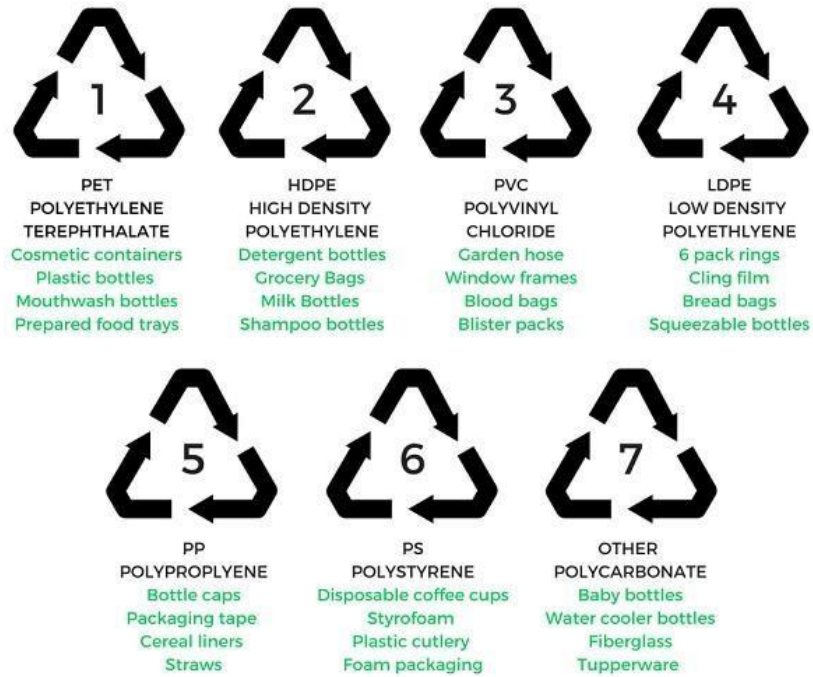 1
PET
POLYETHYLENE
TEREPHTHALATE
Cosmetic containers
Plastic bottles
Mouthwash bottles
Prepared food trays
2
HDPE
HIGH DENSITY
POLYETHYLENE
Detergent bottles
Grocery Bags
Milk Bottles
Shampoo bottles
3
PVC
POLYVINYL
CHLORIDE
Garden hose
Window frames
Blood bags
Blister packs
4
LDPE
LOW DENSITY
POLYETHLYENE
6 pack rings
Cling film
Bread bags
Squeezable bottles
5
PP
POLYPROPLYENE
Bottle caps
Packaging tape
Cereal liners
Straws
6
PS
POLYSTYRENE
Disposable coffee cups
Styrofoam
Plastic cutlery
Foam packaging
7
OTHER
POLYCARBONATE
Baby bottles
Water cooler bottles
Fiberglass
Tupperware